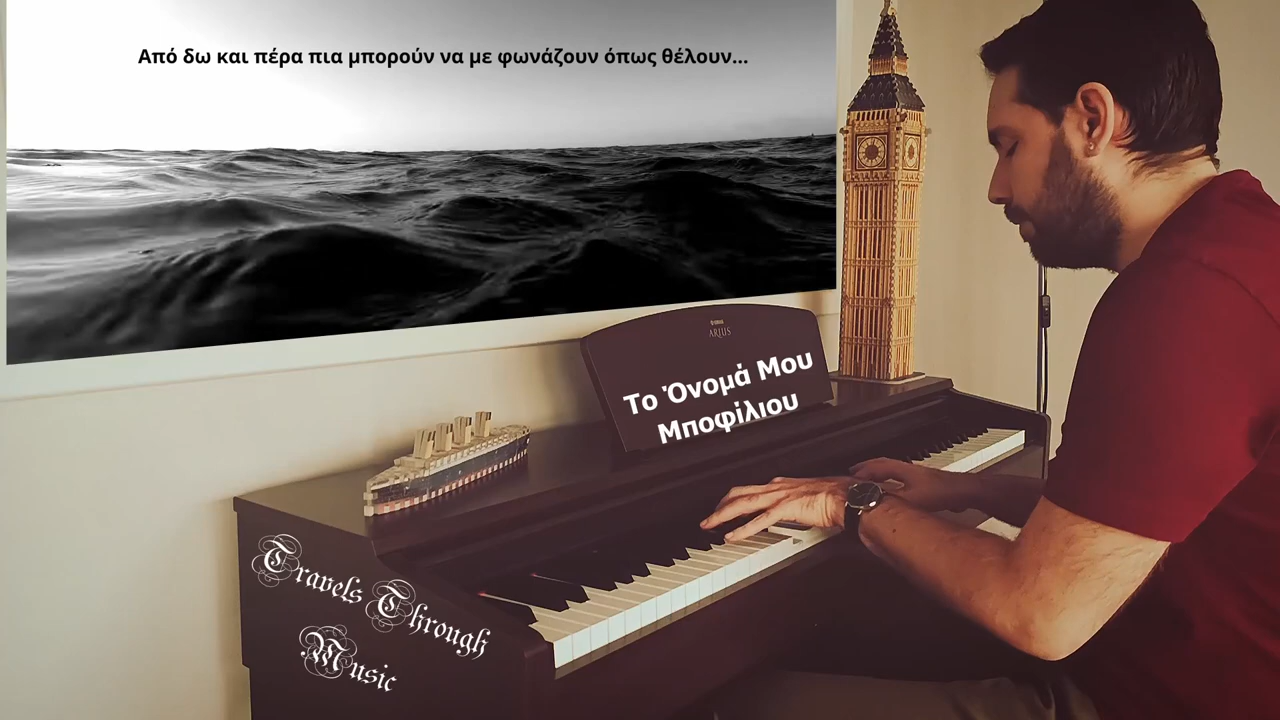 Από δω και πέρα πια μπορούν να με φωνάζουν όπως θέλουν...
YAMAHA
ARIUS
Το Όνομά Μου
Μποφίλιου
Travels Through
Music